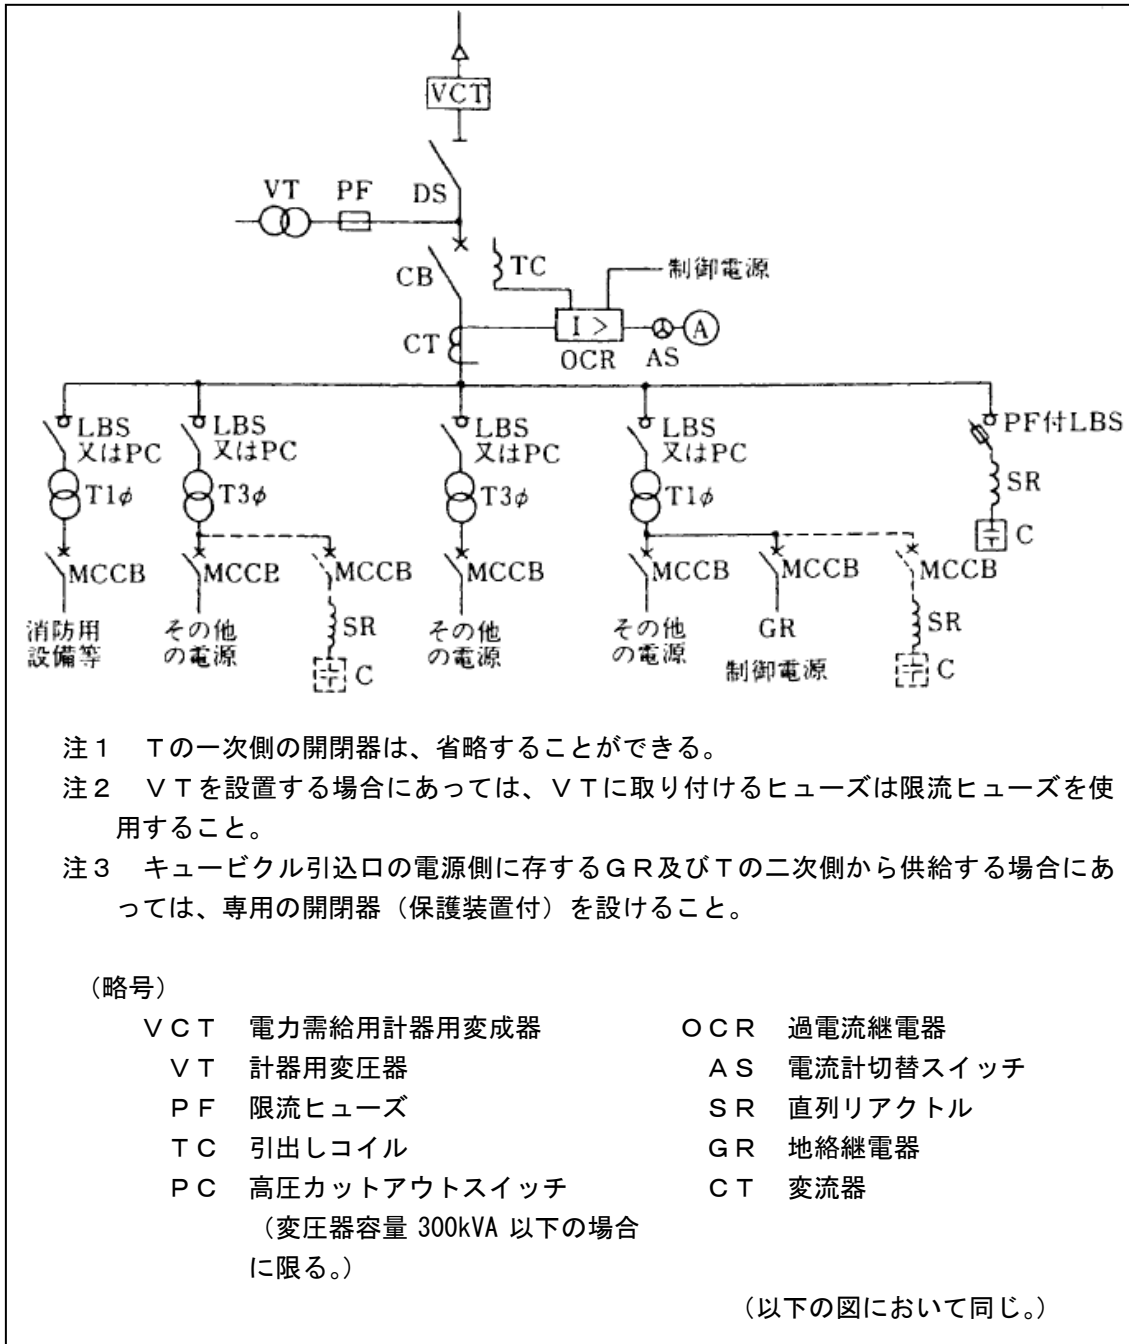 VCT
VT PF DS
CB TC 制御電源
CT I> OCR AS A
LBS 又はPC
LBS 又はPC
LBS 又はPC
LBS 又はPC
PF付LBS
T1φ T3φ T3φ T1φ SR
C
MCCB MCCB MCCB MCCB MCCB MCCB MCCB
消防用
設備等
その他
の電源
SR
C
その他
の電源
その他
の電源
GR
制御電源
SR
C
注1 Tの一次側の開閉器は、省略することができる。
注2 VTを設置する場合にあっては、VTに取り付けるヒューズは限流ヒューズを使
用すること。
注3 キュービクル引込口の電源側に存するGR及びTの二次側から供給する場合にあ
っては、専用の開閉器（保護装置付）を設けること。
（略号）
VCT 電力需給用計器用変成器 OCR 過電流継電器
VT 計器用変圧器 AS 電流計切替スイッチ
PF 限流ヒューズ SR 直列リアクトル
TC 引出しコイル GR 地絡継電器
PC 高圧カットアウトスイッチ CT 変流器
（変圧器容量 300kVA 以下の場合
に限る。）
（以下の図において同じ。）